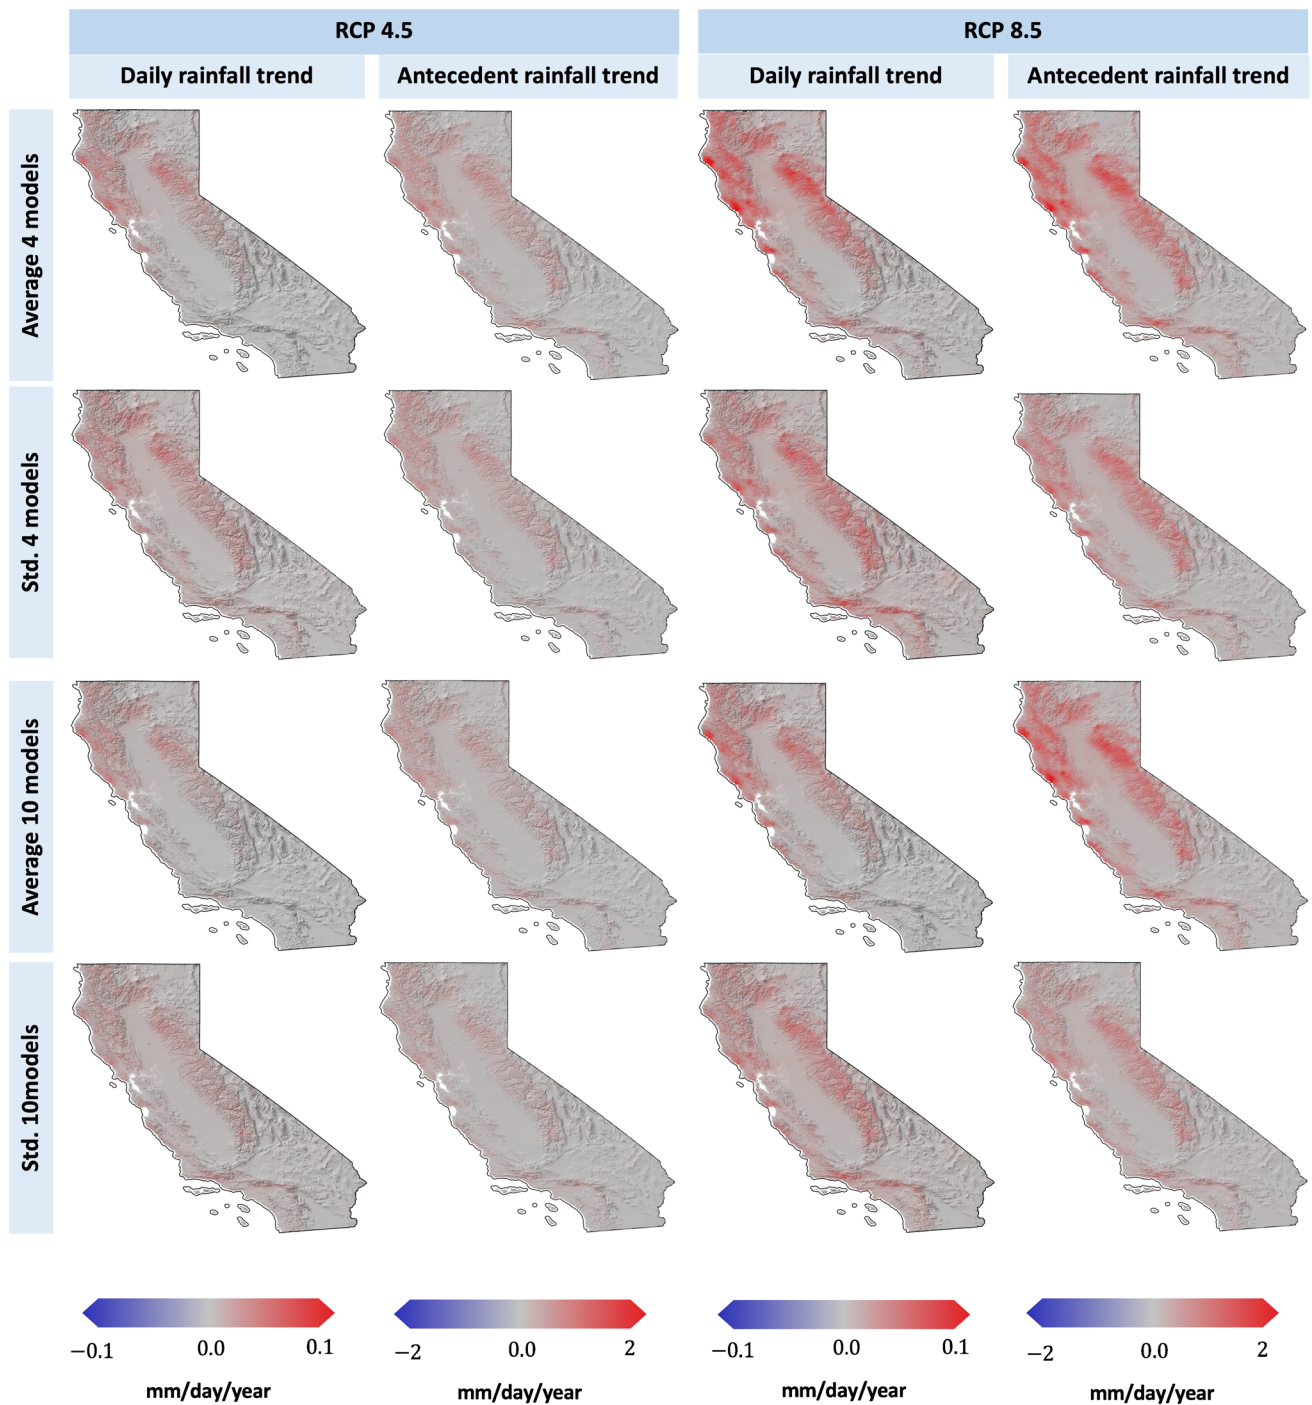 RCP 4.5
RCP 8.5
Daily rainfall trend
Antecedent rainfall trend
Daily rainfall trend
Antecedent rainfall trend
Average 4 models
Std. 4 models
Average 10 models
Std. 10models
−0.1 0.0 0.1
−2 0.0 2
−0.1 0.0 0.1
−2 0.0 2
mm/day/year
mm/day/year
mm/day/year
mm/day/year